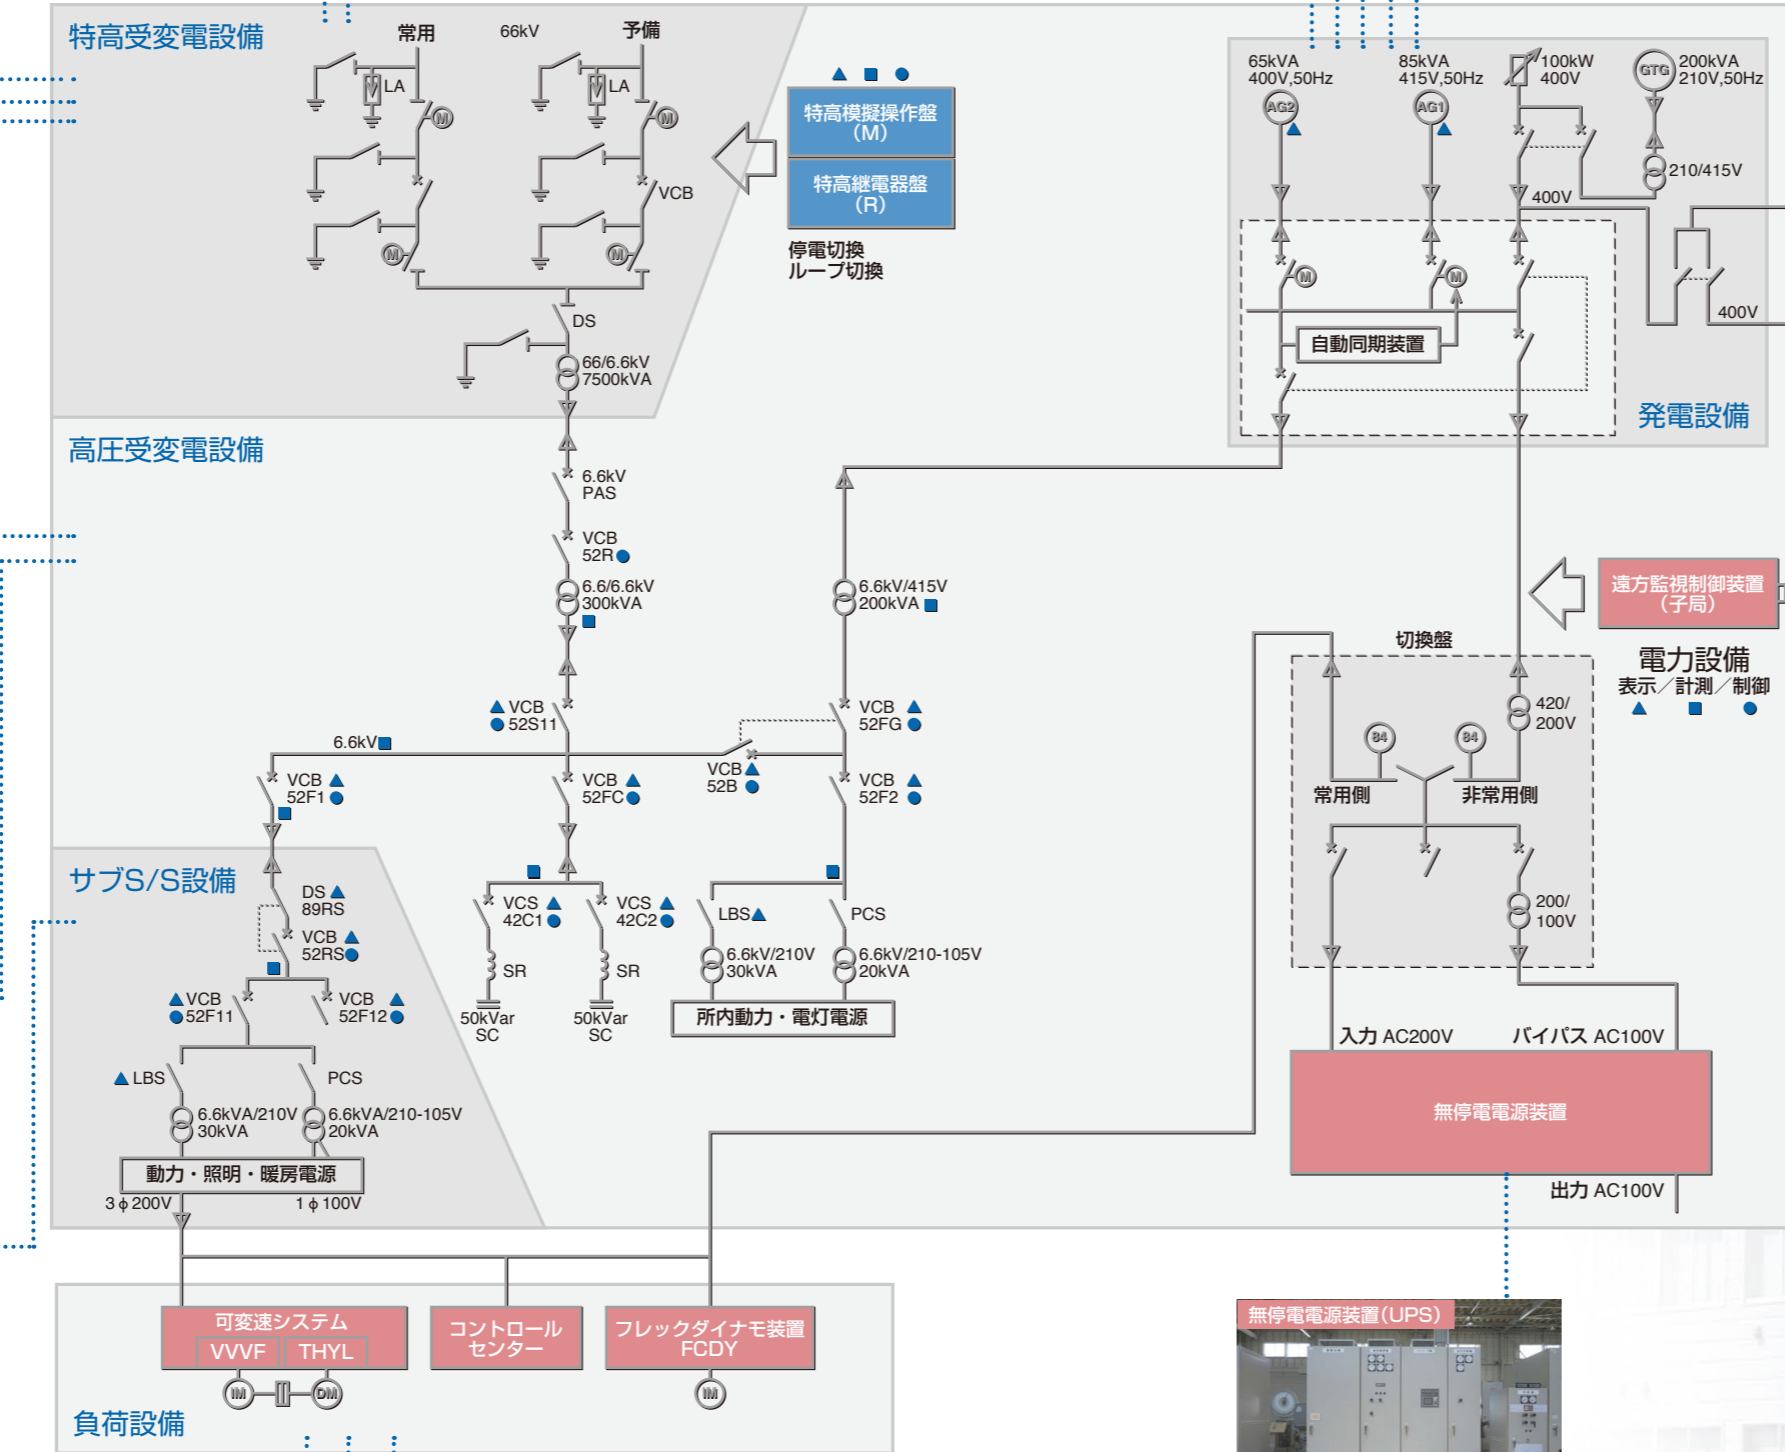 特高受変電設備
常用
66kV
予備
LA
LA
M
M
VCB
M
M
DS
66/6.6kV
7500kVA
特高模擬操作盤
(M)
特高継電器盤
(R)
停電切換
ループ切換
65kVA
400V,50Hz
AG2
85kVA
415V,50Hz
AG1
100kW
400V
GTG
200kVA
210V,50Hz
210/415V
400V
M
M
400V
自動同期装置
発電設備
高圧受変電設備
6.6kV
PAS
VCB
52R
6.6/6.6kV
300kVA
6.6kV/415V
200kVA
遠方監視制御装置
(子局)
電力設備
表示/計測/制御
切換盤
420/
200V
84
84
常用側
非常用側
200/
100V
VCB
52S11
VCB
52FG
6.6kV
VCB
52F1
VCB
52FC
VCB
52B
VCB
52F2
サブS/S設備
DS
89RS
VCB
52RS
VCB
52F11
VCB
52F12
VCS
42C1
VCS
42C2
LBS
PCS
SR
SR
6.6kV/210V
30kVA
6.6kV/210-105V
20kVA
50kVar
SC
50kVar
SC
所内動力・電灯電源
LBS
PCS
6.6kVA/210V
30kVA
6.6kVA/210-105V
20kVA
動力・照明・暖房電源
3φ200V
1φ100V
入力 AC200V
バイパス AC100V
無停電電源装置
出力 AC100V
可変速システム
VVVF
THYL
コントロール
センター
フレックダイナモ装置
FCDY
IM
DM
IM
負荷設備
無停電電源装置(UPS)